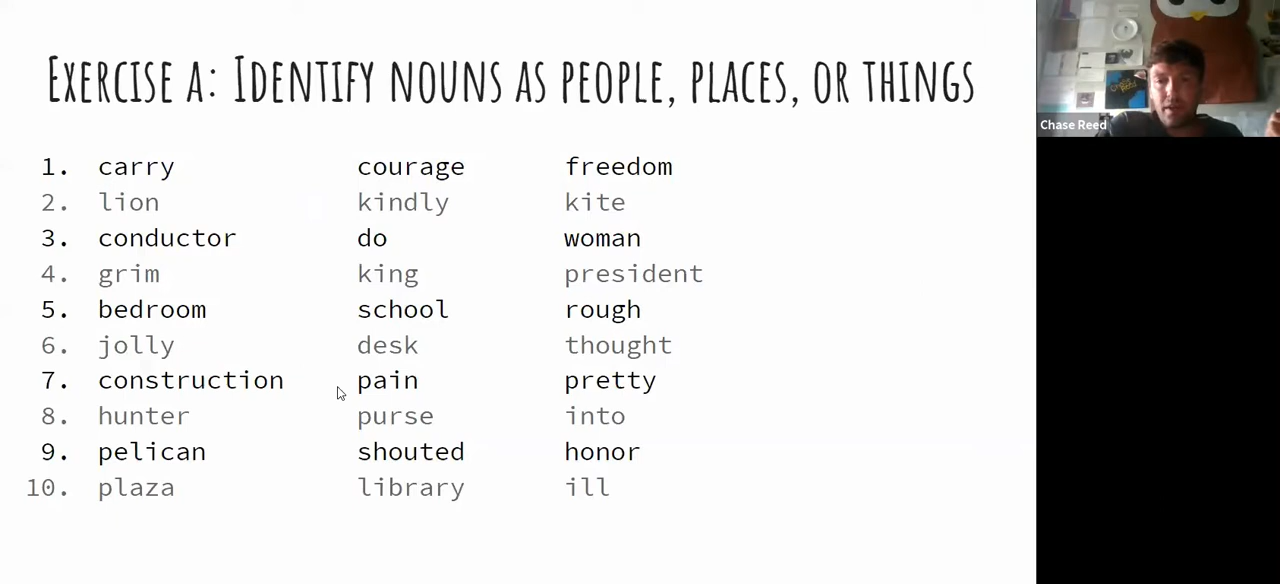 Exercise A: Identify nouns as people, places, or things
1. carry courage freedom
2. lion kindly kite
3. conductor do woman
4. grim king president
5. bedroom school rough
6. jolly desk thought
7. construction pain pretty
8. hunter purse into
9. pelican shouted honor
10. plaza library ill
Chase Reed